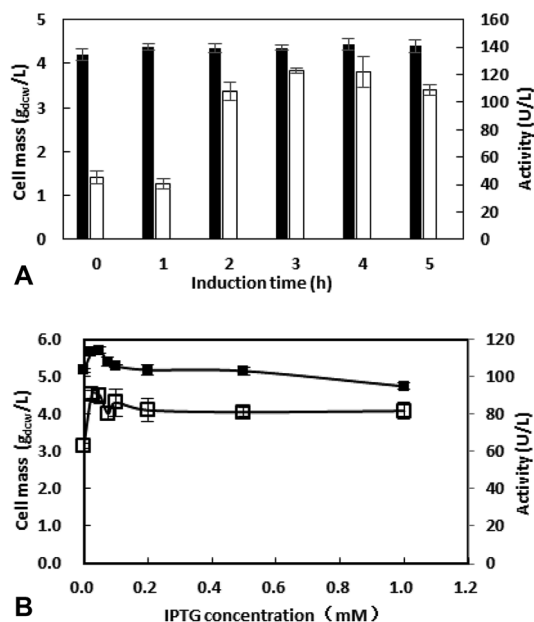 5
4
3
2
1
0
Cell mass (gdcw/L)
160
140
120
100
80
60
40
20
0
Activity (U/L)
0 1 2 3 4 5
Induction time (h)
A
6.0
5.0
4.0
3.0
2.0
1.0
0.0
Cell mass (gdcw/L)
120
100
80
60
40
20
0
Activity (U/L)
0.0 0.2 0.4 0.6 0.8 1.0 1.2
IPTG concentration (mM)
B